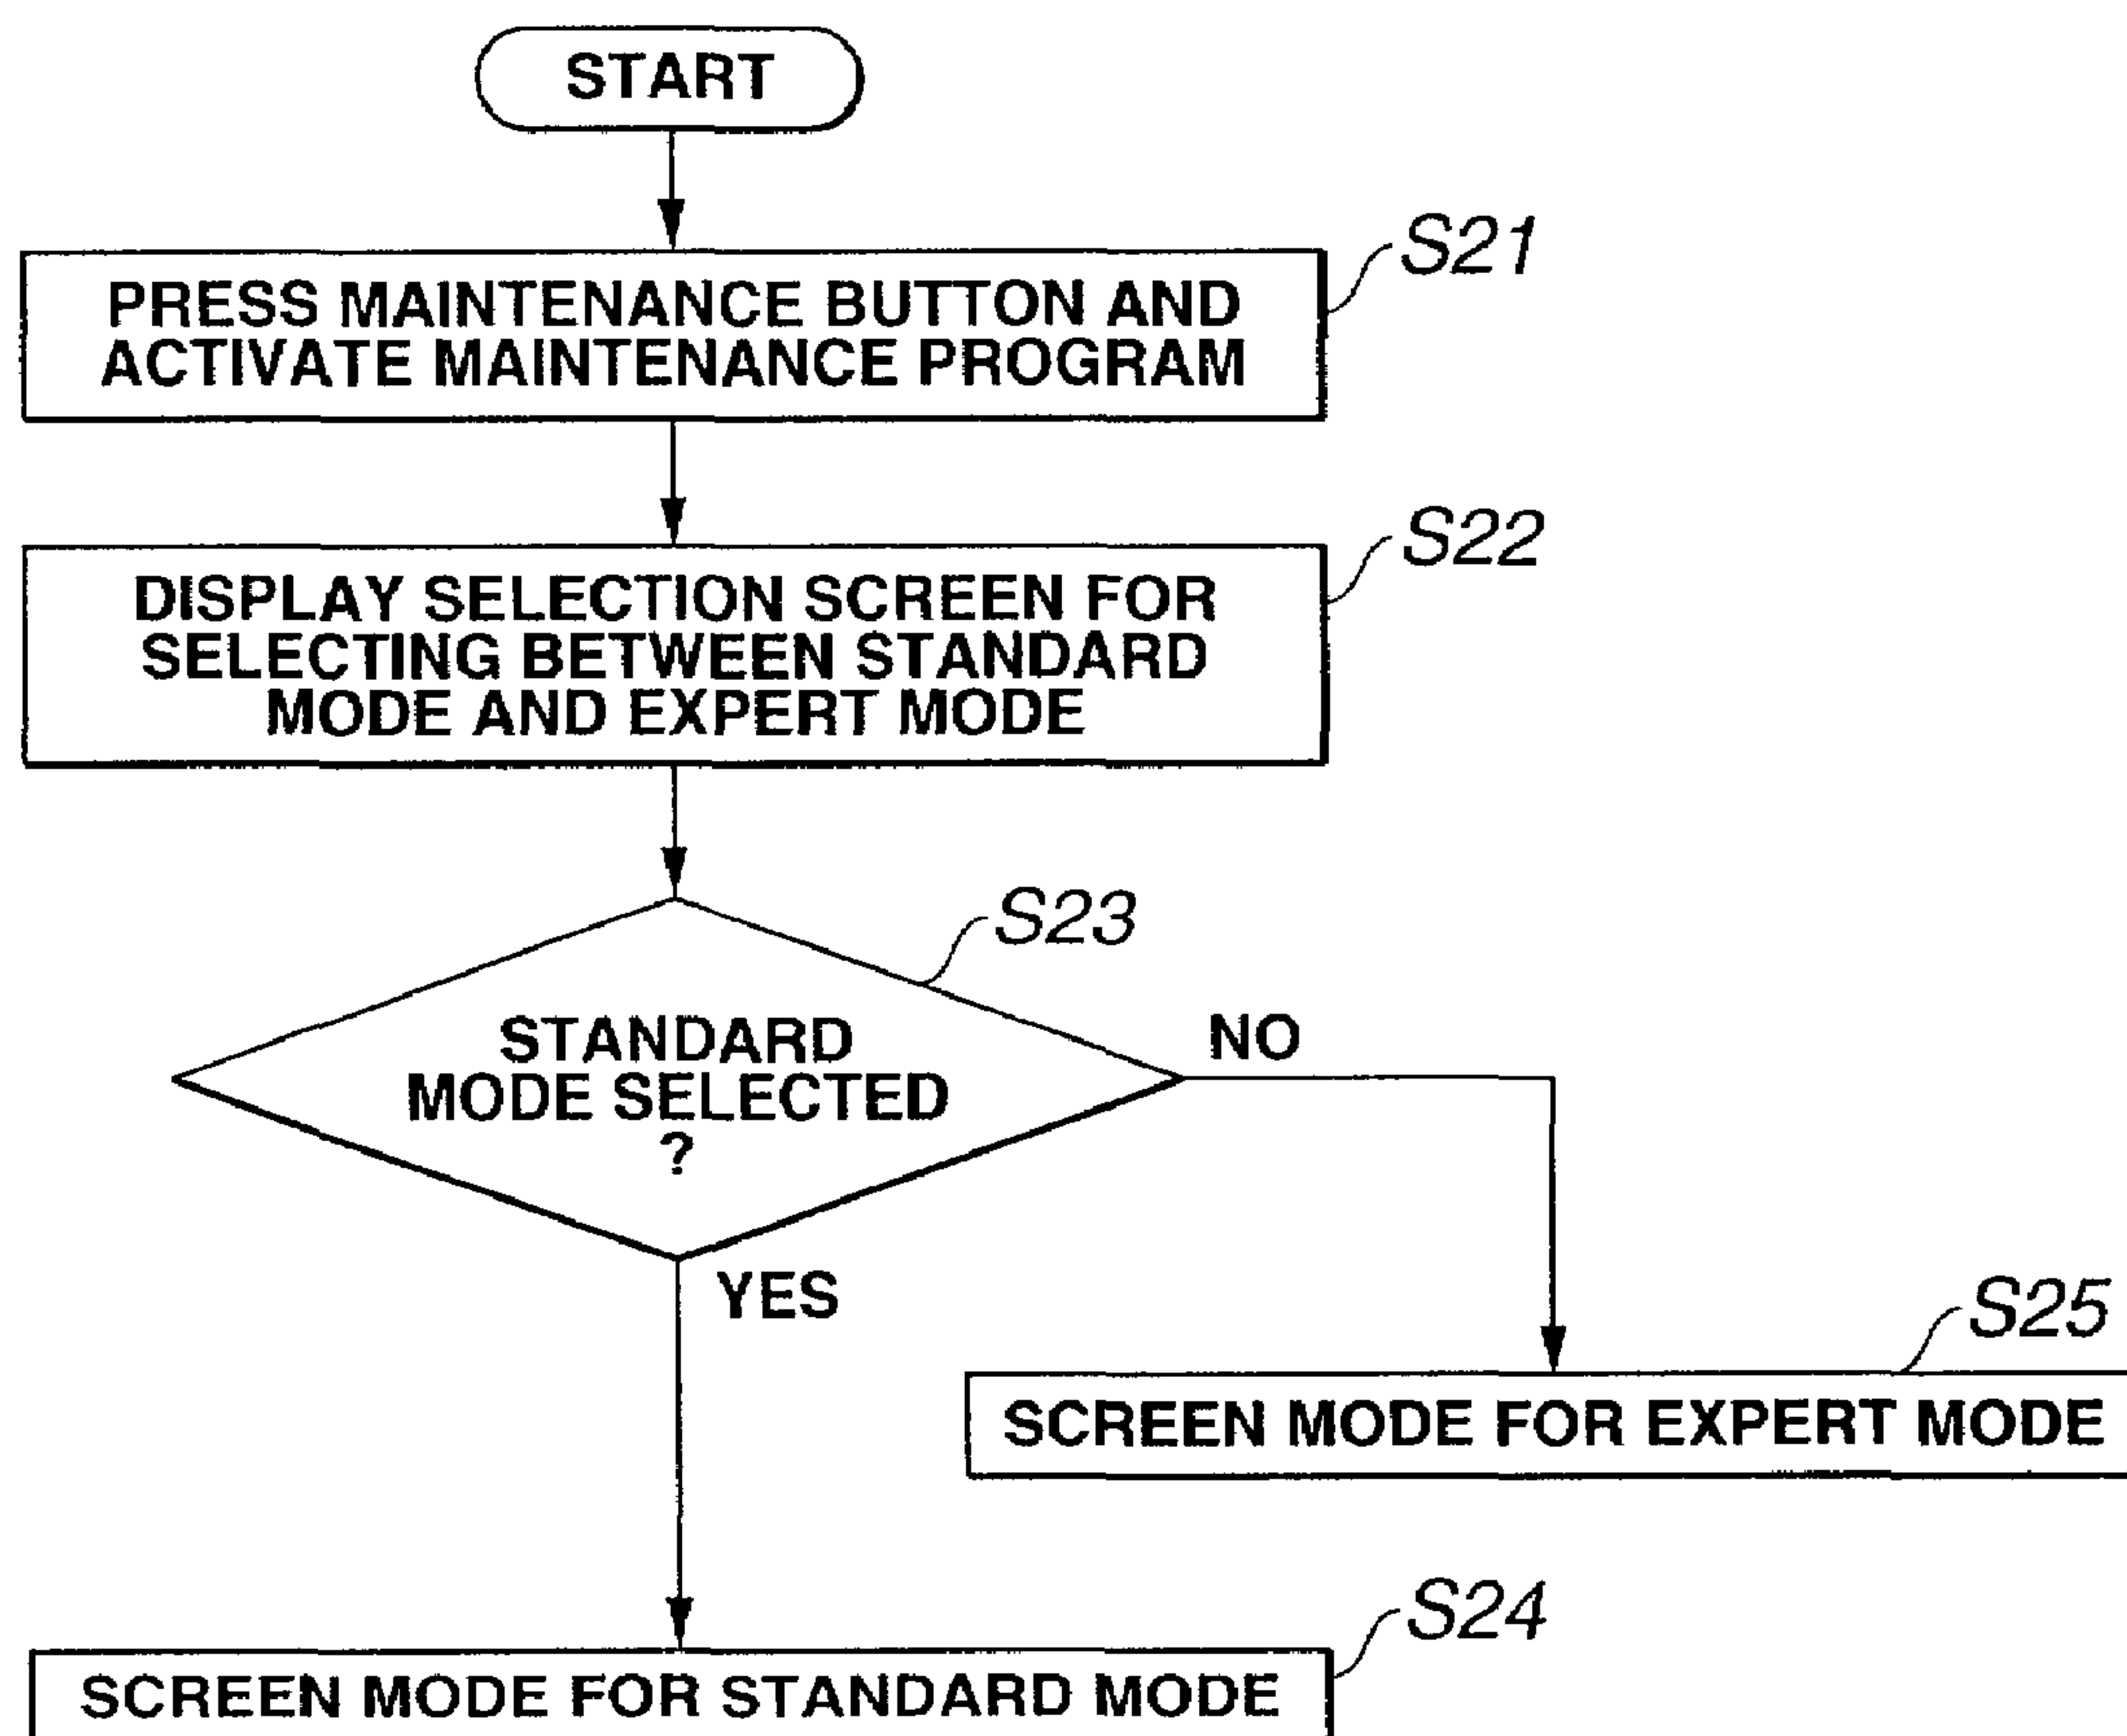 START
S21
PRESS MAINTENANCE BUTTON AND
ACTIVATE MAINTENANCE PROGRAM
S22
DISPLAY SELECTION SCREEN FOR
SELECTING BETWEEN STANDARD
MODE AND EXPERT MODE
S23
STANDARD
MODE SELECTED
?
NO
YES
S25
SCREEN MODE FOR EXPERT MODE
S24
SCREEN MODE FOR STANDARD MODE